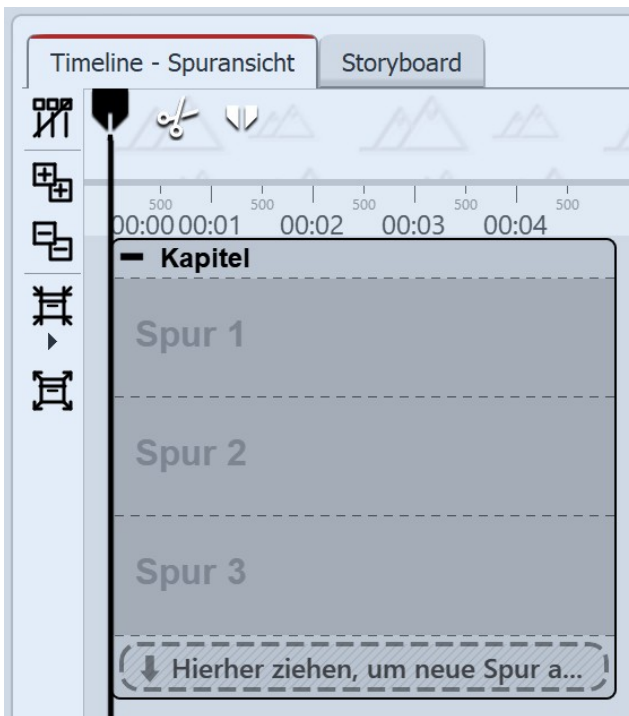 Timeline - Spuransicht Storyboard
500 500 500 500 500
00:00 00:01 00:02 00:03 00:04
Kapitel
Spur 1
Spur 2
Spur 3
Hierher ziehen, um neue Spur a...